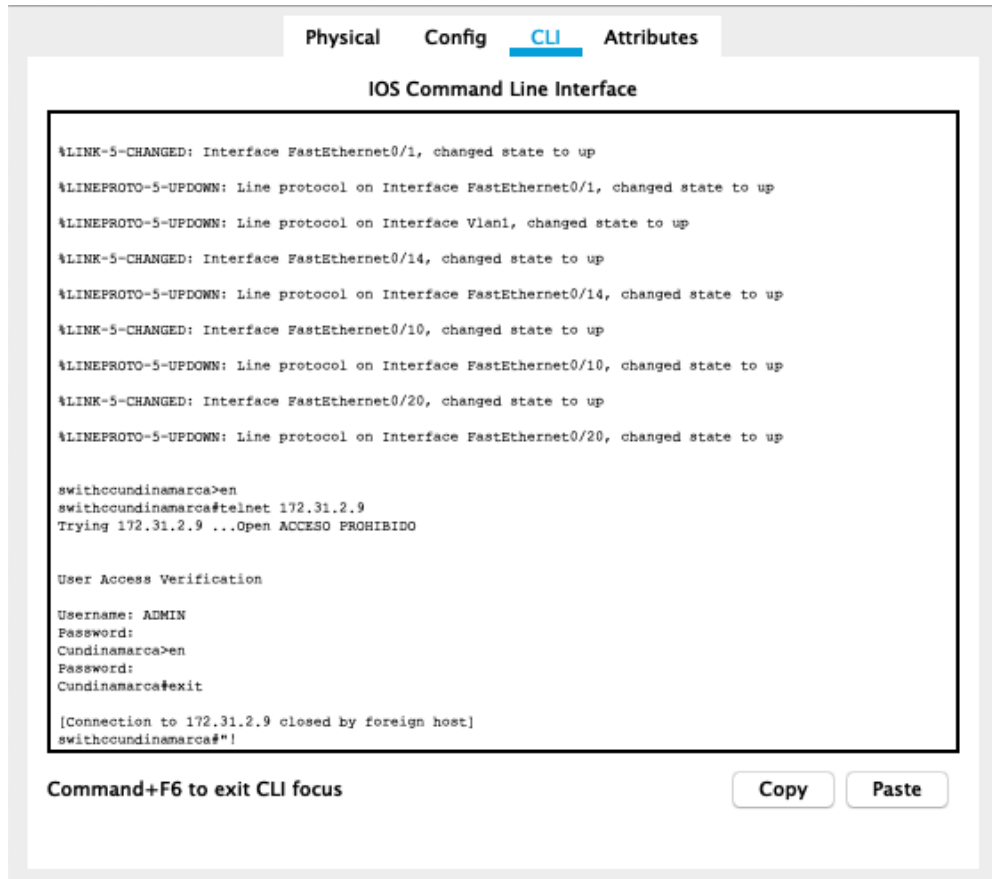 Physical Config CLI Attributes
IOS Command Line Interface
%LINK-5-CHANGED: Interface FastEthernet0/1, changed state to up
%LINEPROTO-5-UPDOWN: Line protocol on Interface FastEthernet0/1, changed state to up
%LINEPROTO-5-UPDOWN: Line protocol on Interface Vlan1, changed state to up
%LINK-5-CHANGED: Interface FastEthernet0/14, changed state to up
%LINEPROTO-5-UPDOWN: Line protocol on Interface FastEthernet0/14, changed state to up
%LINK-5-CHANGED: Interface FastEthernet0/10, changed state to up
%LINEPROTO-5-UPDOWN: Line protocol on Interface FastEthernet0/10, changed state to up
%LINK-5-CHANGED: Interface FastEthernet0/20, changed state to up
%LINEPROTO-5-UPDOWN: Line protocol on Interface FastEthernet0/20, changed state to up
swithccundinamarca>en
swithccundinamarca#telnet 172.31.2.9
Trying 172.31.2.9 ...Open ACCESO PROHIBIDO
User Access Verification
Username: ADMIN
Password:
Cundinamarca>en
Password:
Cundinamarca#exit
[Connection to 172.31.2.9 closed by foreign host]
swithccundinamarca#"!
Command+F6 to exit CLI focus
Copy Paste